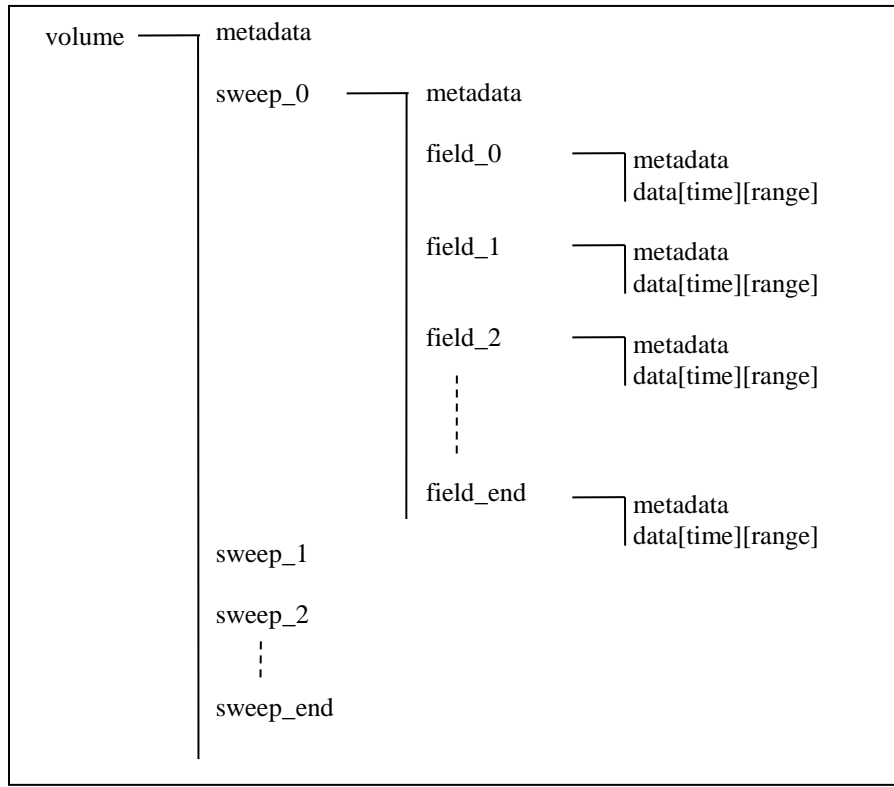 volume
metadata
sweep_0
metadata
field_0
metadata
data[time][range]
field_1
metadata
data[time][range]
field_2
metadata
data[time][range]
field_end
metadata
data[time][range]
sweep_1
sweep_2
sweep_end